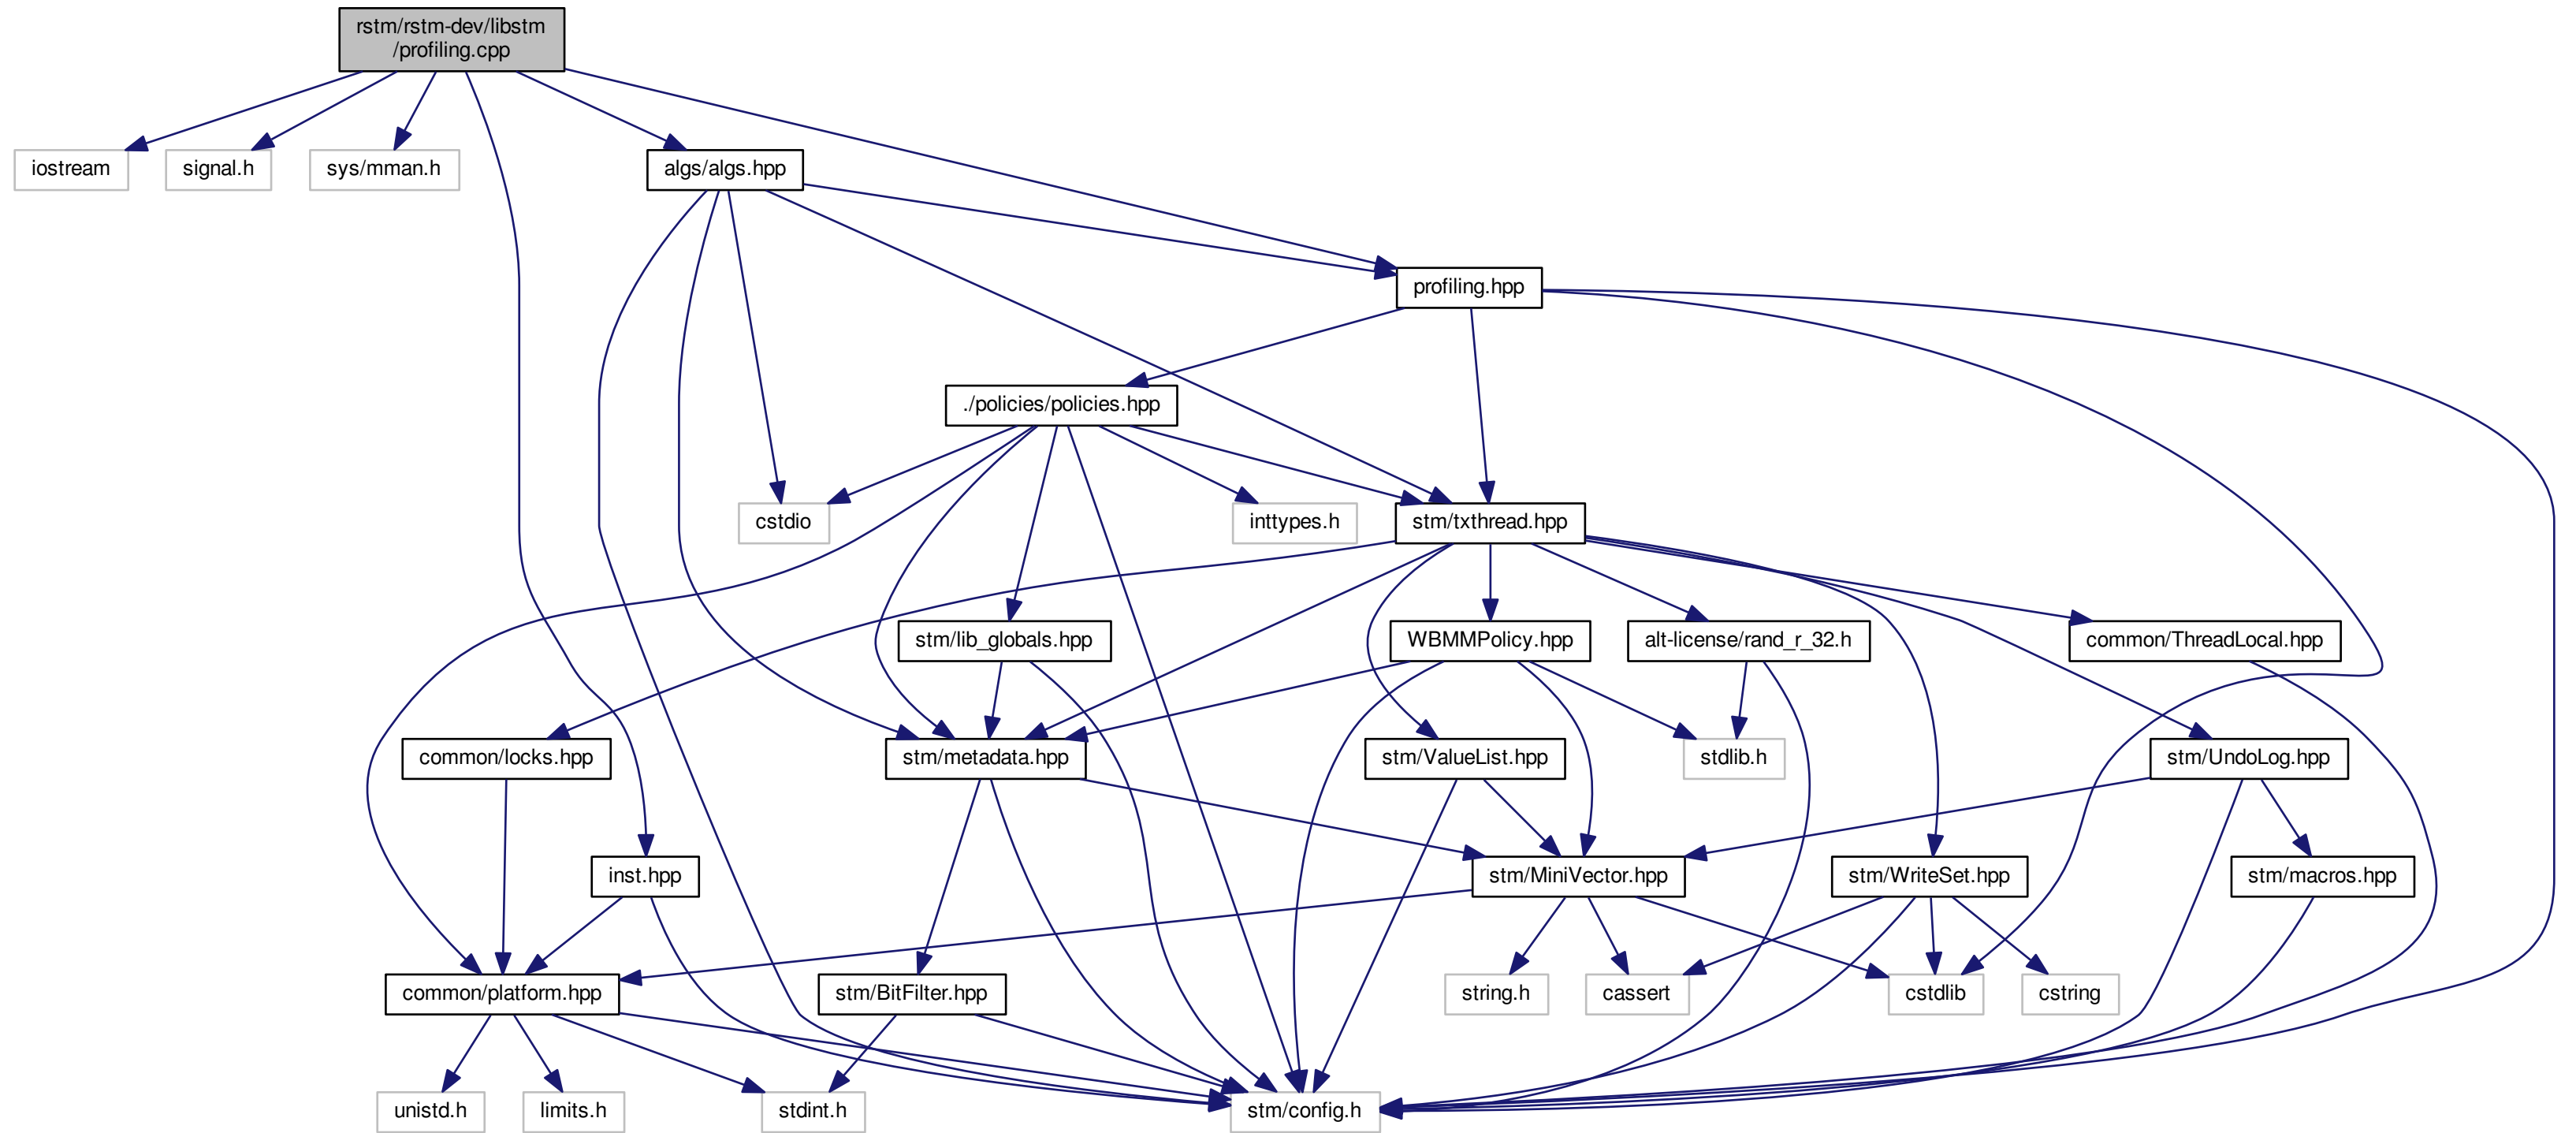 rstm/rstm-dev/libstm
/profiling.cpp
iostream
signal.h
sys/mman.h
algs/algs.hpp
profiling.hpp
./policies/policies.hpp
cstdio
inttypes.h
stm/txthread.hpp
stm/lib_globals.hpp
WBMMPolicy.hpp
alt-license/rand_r_32.h
common/ThreadLocal.hpp
common/locks.hpp
stm/metadata.hpp
stm/ValueList.hpp
stdlib.h
stm/UndoLog.hpp
inst.hpp
stm/MiniVector.hpp
stm/WriteSet.hpp
stm/macros.hpp
common/platform.hpp
stm/BitFilter.hpp
string.h
cassert
cstdlib
cstring
unistd.h
limits.h
stdint.h
stm/config.h